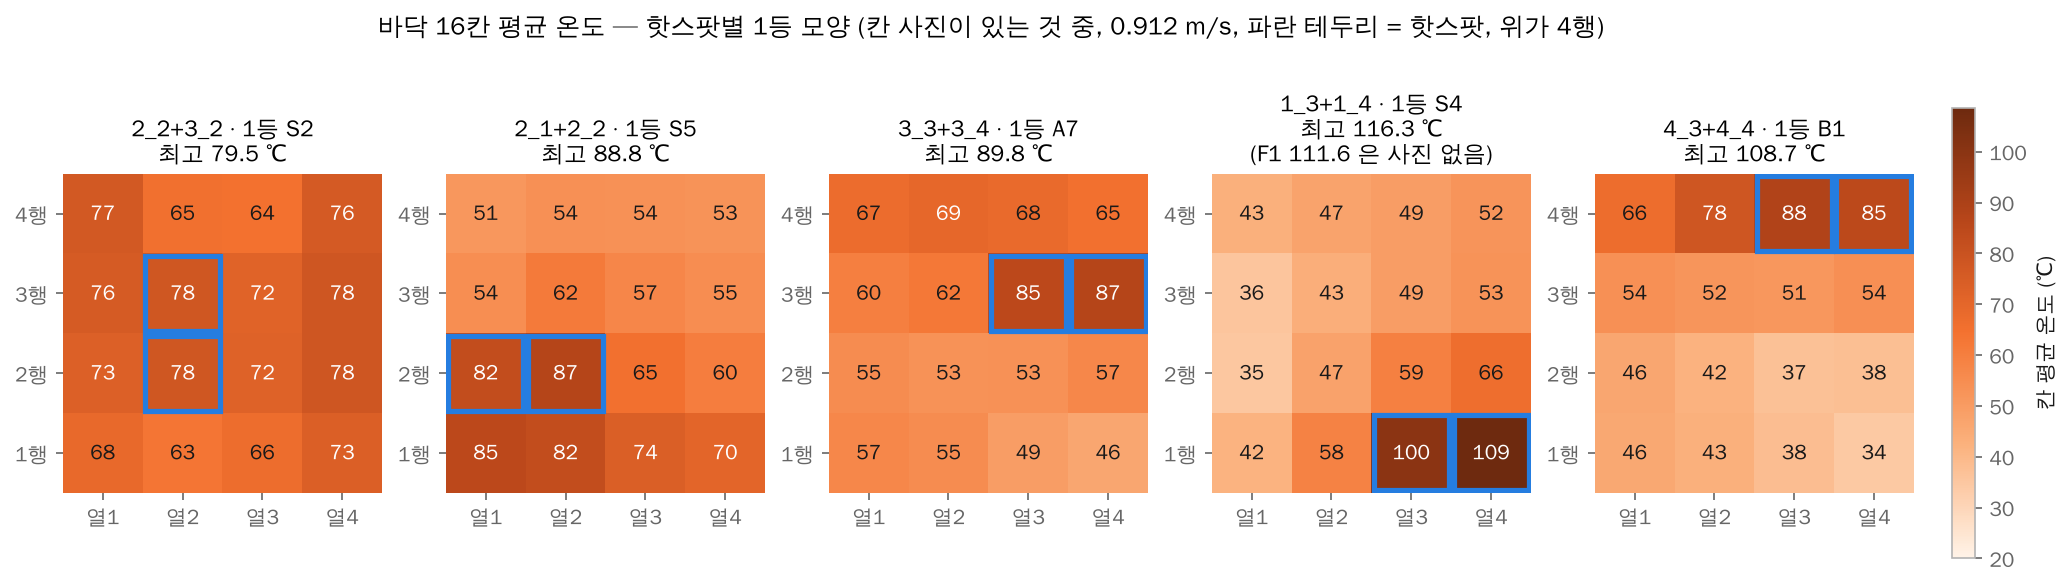 바닥 16칸 평균 온도 — 핫스팟별 1등 모양 (칸 사진이 있는 것 중, 0.912 m/s, 파란 테두리 = 핫스팟, 위가 4행)
2_2+3_2 · 1등 S2
최고 79.5 ℃
4행 77 65 64 76
3행 76 78 72 78
2행 73 78 72 78
1행 68 63 66 73
열1 열2 열3 열4
2_1+2_2 · 1등 S5
최고 88.8 ℃
4행 51 54 54 53
3행 54 62 57 55
2행 82 87 65 60
1행 85 82 74 70
열1 열2 열3 열4
3_3+3_4 · 1등 A7
최고 89.8 ℃
4행 67 69 68 65
3행 60 62 85 87
2행 55 53 53 57
1행 57 55 49 46
열1 열2 열3 열4
1_3+1_4 · 1등 S4
최고 116.3 ℃
(F1 111.6 은 사진 없음)
4행 43 47 49 52
3행 36 43 49 53
2행 35 47 59 66
1행 42 58 100 109
열1 열2 열3 열4
4_3+4_4 · 1등 B1
최고 108.7 ℃
4행 66 78 88 85
3행 54 52 51 54
2행 46 42 37 38
1행 46 43 38 34
열1 열2 열3 열4
100
90
80
70
60
50
40
30
20
칸 평균 온도 (℃)